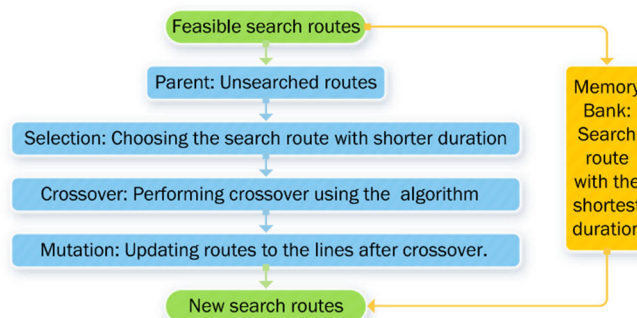 Feasible search routes
Parent: Unsearched routes
Selection: Choosing the search route with shorter duration
Crossover: Performing crossover using the algorithm
Mutation: Updating routes to the lines after crossover.
New search routes
Memory
Bank:
Search
route
with the
shortest
duration